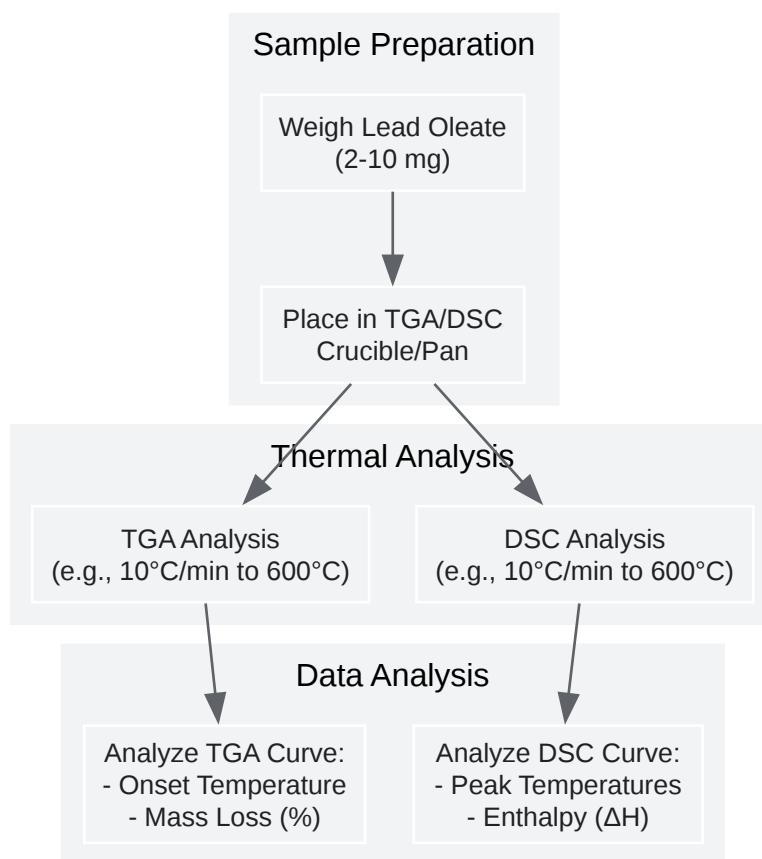 Sample Preparation
Weigh Lead Oleate
(2-10 mg)
Place in TGA/DSC
Crucible/Pan
Thermal Analysis
TGA Analysis
(e.g., 10°C/min to 600°C)
DSC Analysis
(e.g., 10°C/min to 600°C)
Data Analysis
Analyze TGA Curve:
- Onset Temperature
- Mass Loss (%)
Analyze DSC Curve:
- Peak Temperatures
- Enthalpy (ΔH)